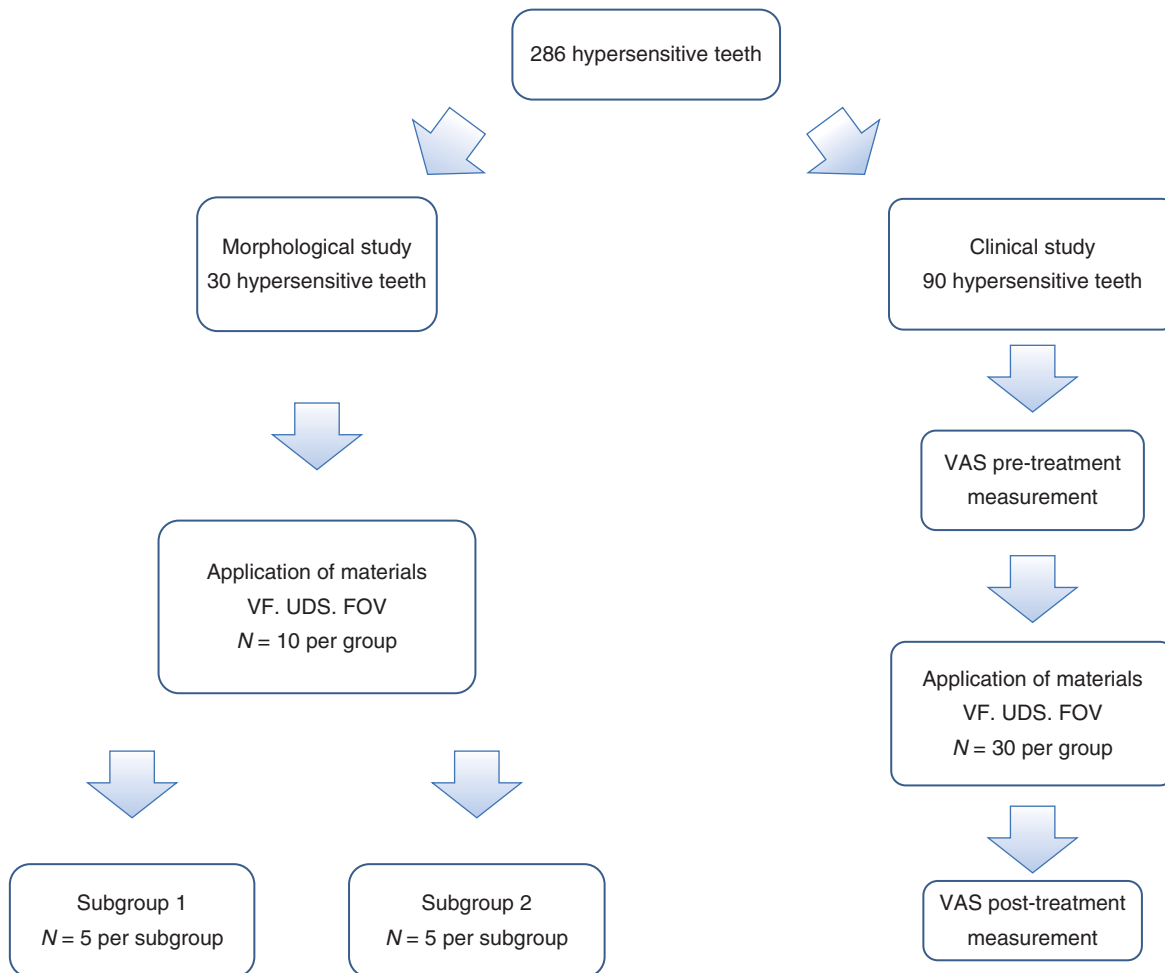 286 hypersensitive teeth
Morphological study
30 hypersensitive teeth
Clinical study
90 hypersensitive teeth
VAS pre-treatment
measurement
Application of materials
VF. UDS. FOV
N = 10 per group
Application of materials
VF. UDS. FOV
N = 30 per group
Subgroup 1
N = 5 per subgroup
Subgroup 2
N = 5 per subgroup
VAS post-treatment
measurement